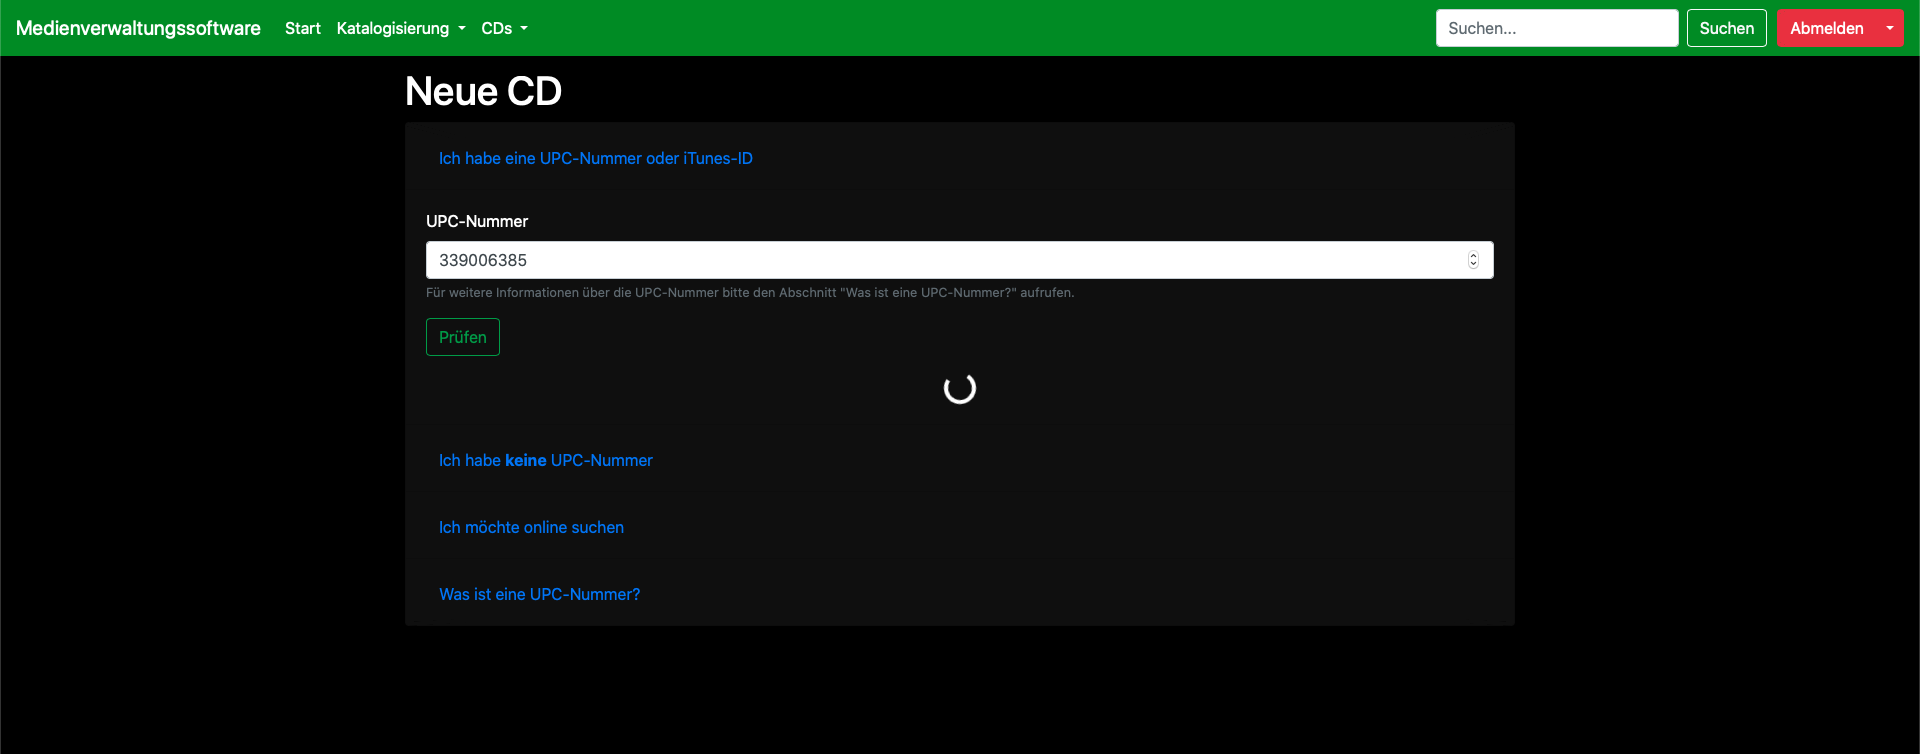 Medienverwaltungssoftware Start Katalogisierung CDs Suchen... Suchen Abmelden
Neue CD
Ich habe eine UPC-Nummer oder iTunes-ID
UPC-Nummer
339006385
Für weitere Informationen über die UPC-Nummer bitte den Abschnitt "Was ist eine UPC-Nummer?" aufrufen.
Prüfen
Ich habe keine UPC-Nummer
Ich möchte online suchen
Was ist eine UPC-Nummer?